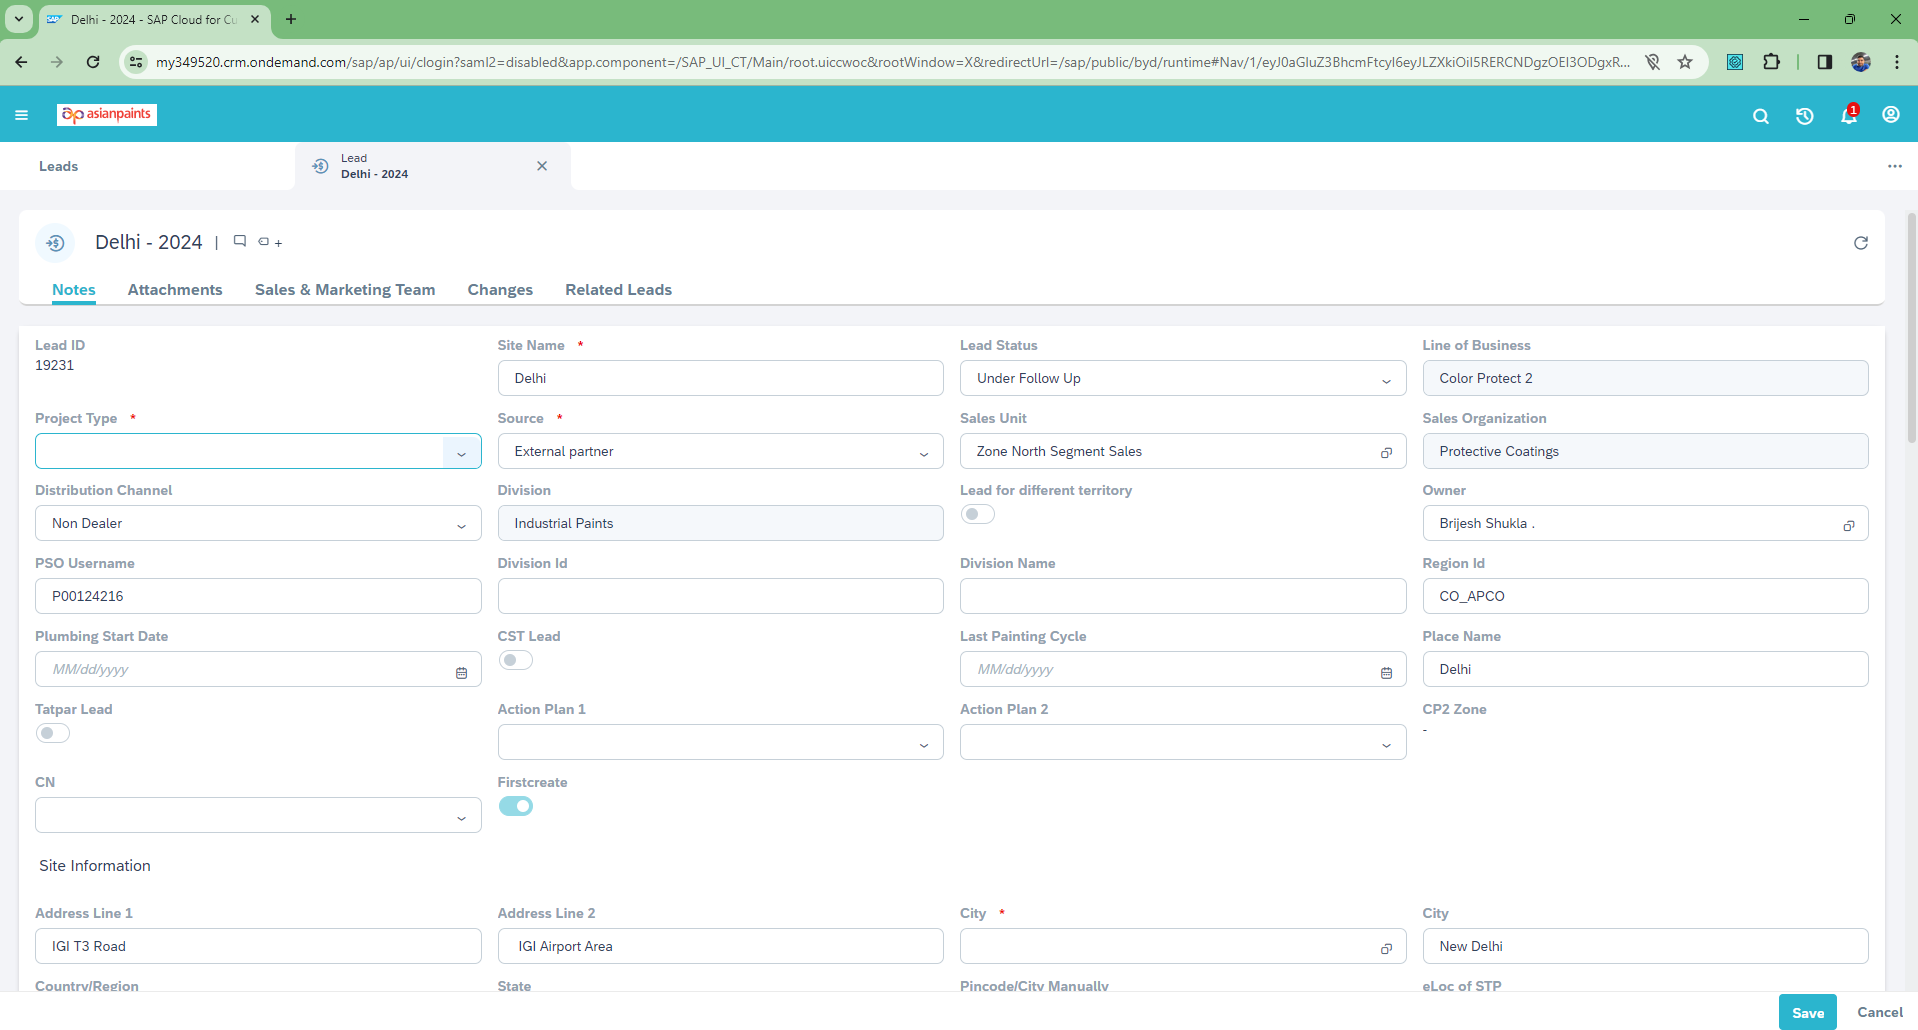 Delhi - 2024 - SAP Cloud for Cu
my349520.crm.ondemand.com/sap/ap/ui/clogin?saml2=disabled&app.component=/SAP_UI_CT/Main/root.uiccwoc&rootWindow=X&redirectUrl=/sap/public/byd/runtime#Nav/1/eyJ0aGluZ3BhcmFtcyI6eyJLZXkiOiI5RERCNDgzOEI3ODgxR...
asianpaints
1
Leads
Lead
Delhi - 2024
Delhi - 2024
Notes Attachments Sales & Marketing Team Changes Related Leads
Lead ID Site Name * Lead Status Line of Business
19231 Delhi Under Follow Up Color Protect 2
Project Type * Source * Sales Unit Sales Organization
External partner Zone North Segment Sales Protective Coatings
Distribution Channel Division Lead for different territory Owner
Non Dealer Industrial Paints Brijesh Shukla .
PSO Username Division Id Division Name Region Id
P00124216 CO_APCO
Plumbing Start Date CST Lead Last Painting Cycle Place Name
MM/dd/yyyy MM/dd/yyyy Delhi
Tatpar Lead Action Plan 1 Action Plan 2 CP2 Zone
-
CN Firstcreate
Site Information
Address Line 1 Address Line 2 City * City
IGI T3 Road IGI Airport Area New Delhi
Country/Region State Pincode/City Manually eLoc of STP
Save Cancel